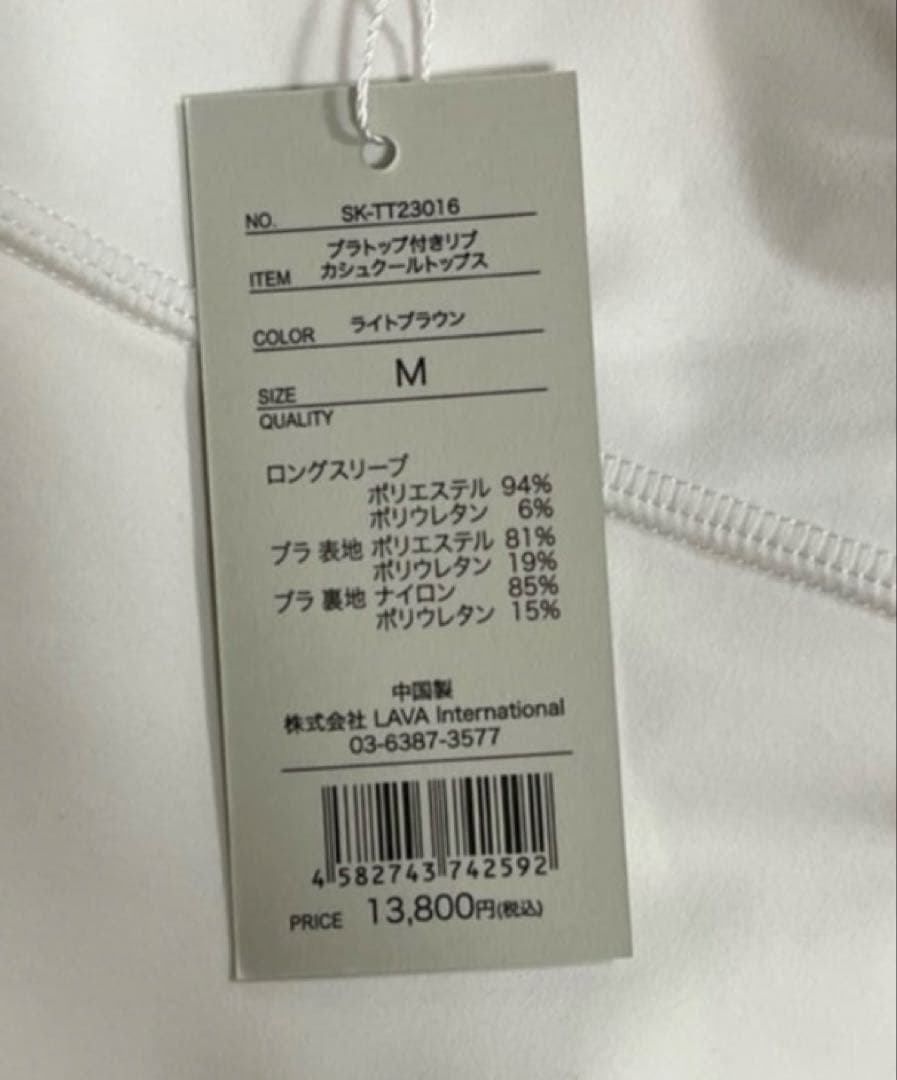 NO. SK-TT23016
ブラトップ付きリブ
ITEM カシュクールトップス
COLOR ライトブラウン
SIZE M
QUALITY
ロングスリーブ
ポリエステル 94%
ポリウレタン 6%
ブラ 表地 ポリエステル 81%
ポリウレタン 19%
ブラ 裏地 ナイロン 85%
ポリウレタン 15%
中国製
株式会社 LAVA International
03-6387-3577
4 582743 742592
PRICE 13,800円(税込)